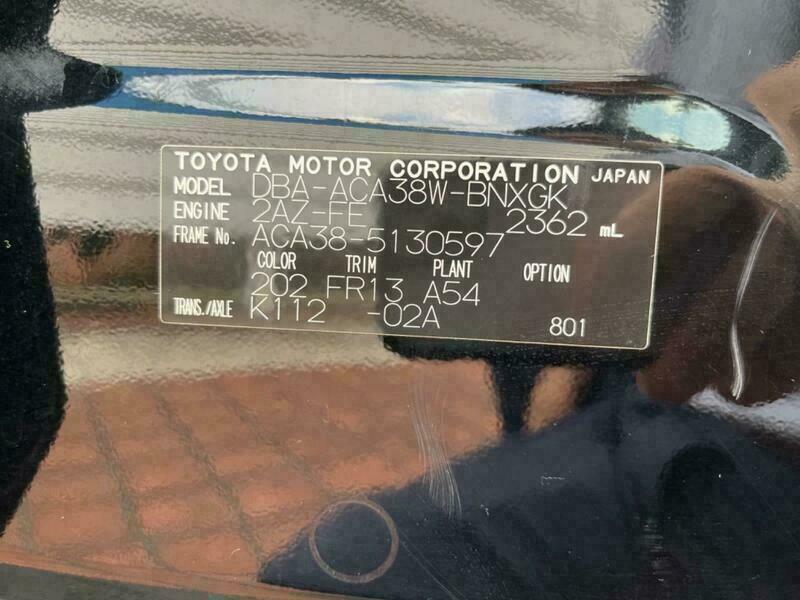 TOYOTA MOTOR CORPORATION JAPAN
MODEL DBA-ACA38W-BNXGK
ENGINE 2AZ-FE 2362 mL
FRAME No. ACA38-5130597
COLOR TRIM PLANT OPTION
202 FR13 A54
TRANS./AXLE K112 -02A 801